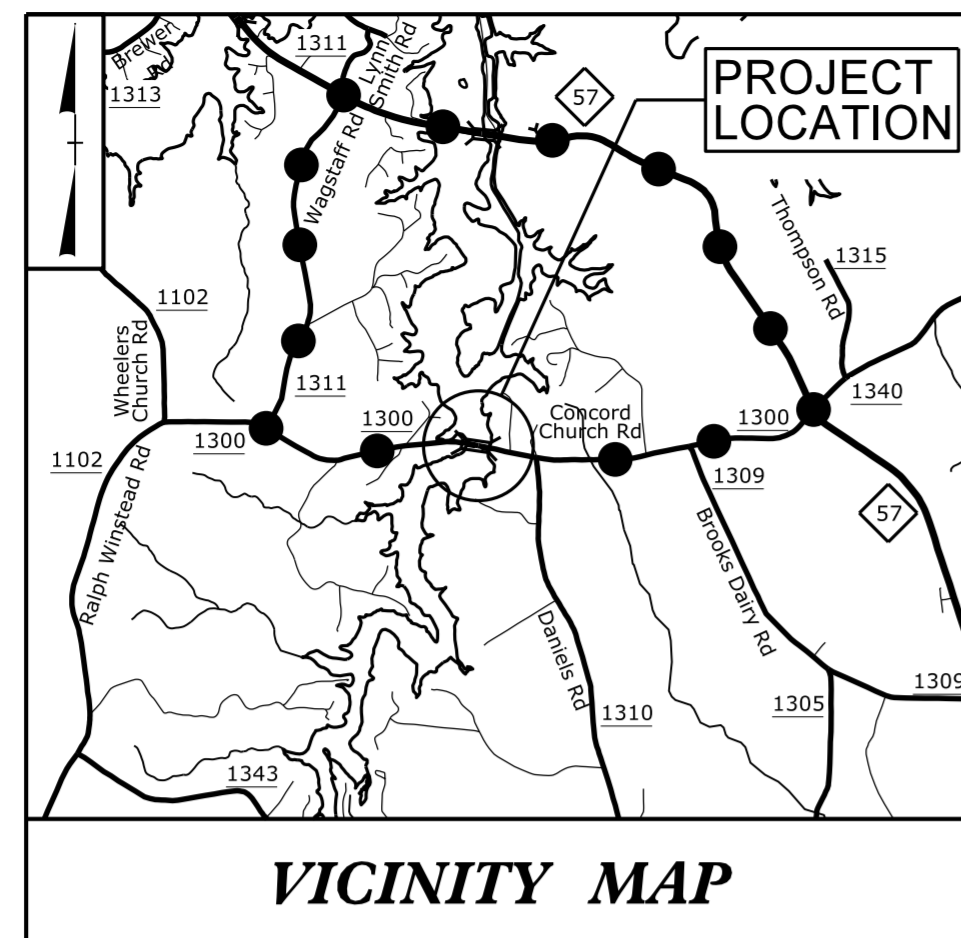 Brewer
Rd
1313
1311
Lynn
Smith Rd
57
PROJECT
LOCATION
Wagstaff Rd
Thompson Rd
1315
1102
Wheelers
Church Rd
1311
1340
1300
1300
Concord
Church Rd
1300
1102
1309
Ralph Winstead Rd
Brooks Dairy Rd
57
Daniels Rd
1310
1305
1309
1343
VICINITY MAP